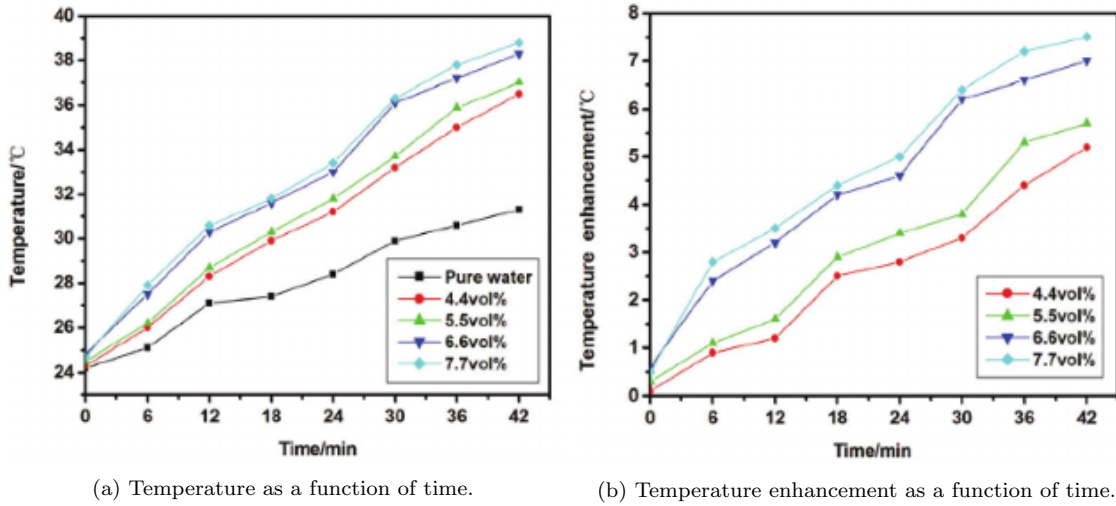 40
38
36
34
32
30
28
26
24
Temperature/℃
0 6 12 18 24 30 36 42
Time/min
Pure water
4.4vol%
5.5vol%
6.6vol%
7.7vol%
(a) Temperature as a function of time.
8
7
6
5
4
3
2
1
0
Temperature enhancement/℃
0 6 12 18 24 30 36 42
Time/min
4.4vol%
5.5vol%
6.6vol%
7.7vol%
(b) Temperature enhancement as a function of time.